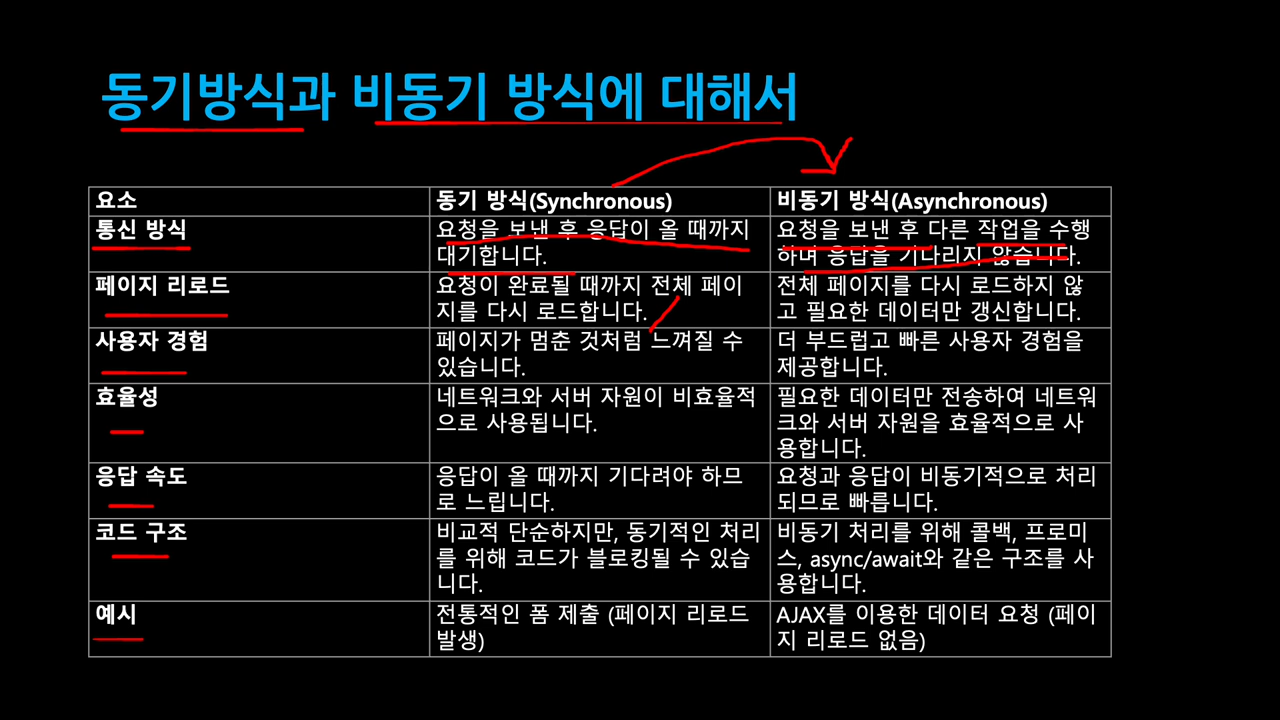 동기방식과 비동기 방식에 대해서
요소
동기 방식(Synchronous)
비동기 방식(Asynchronous)
통신 방식
요청을 보낸 후 응답이 올 때까지
대기합니다.
요청을 보낸 후 다른 작업을 수행
하며 응답을 기다리지 않습니다.
페이지 리로드
요청이 완료될 때까지 전체 페이
지를 다시 로드합니다.
전체 페이지를 다시 로드하지 않
고 필요한 데이터만 갱신합니다.
사용자 경험
페이지가 멈춘 것처럼 느껴질 수
있습니다.
더 부드럽고 빠른 사용자 경험을
제공합니다.
효율성
네트워크와 서버 자원이 비효율적
으로 사용됩니다.
필요한 데이터만 전송하여 네트워
크와 서버 자원을 효율적으로 사
용합니다.
응답 속도
응답이 올 때까지 기다려야 하므
로 느립니다.
요청과 응답이 비동기적으로 처리
되므로 빠릅니다.
코드 구조
비교적 단순하지만, 동기적인 처리
를 위해 코드가 블로킹될 수 있습
니다.
비동기 처리를 위해 콜백, 프로미
스, async/await와 같은 구조를 사
용합니다.
예시
전통적인 폼 제출 (페이지 리로드
발생)
AJAX를 이용한 데이터 요청 (페이
지 리로드 없음)